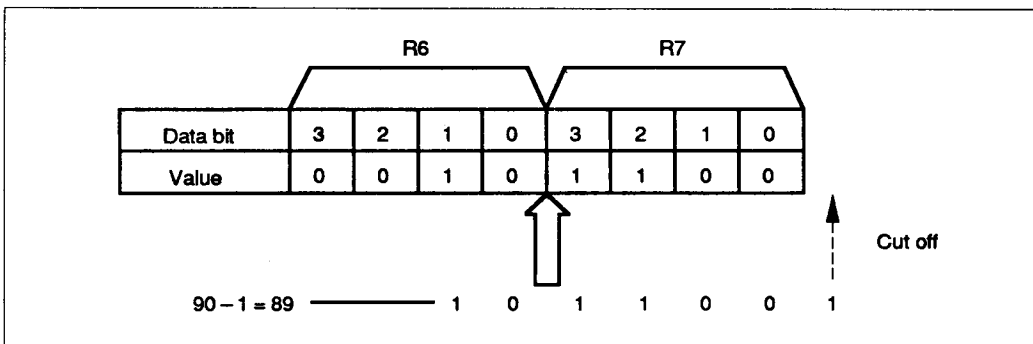 R6 R7
Data bit 3 2 1 0 3 2 1 0
Value 0 0 1 0 1 1 0 0
Cut off
90 – 1 = 89 1 0 1 1 0 0 1